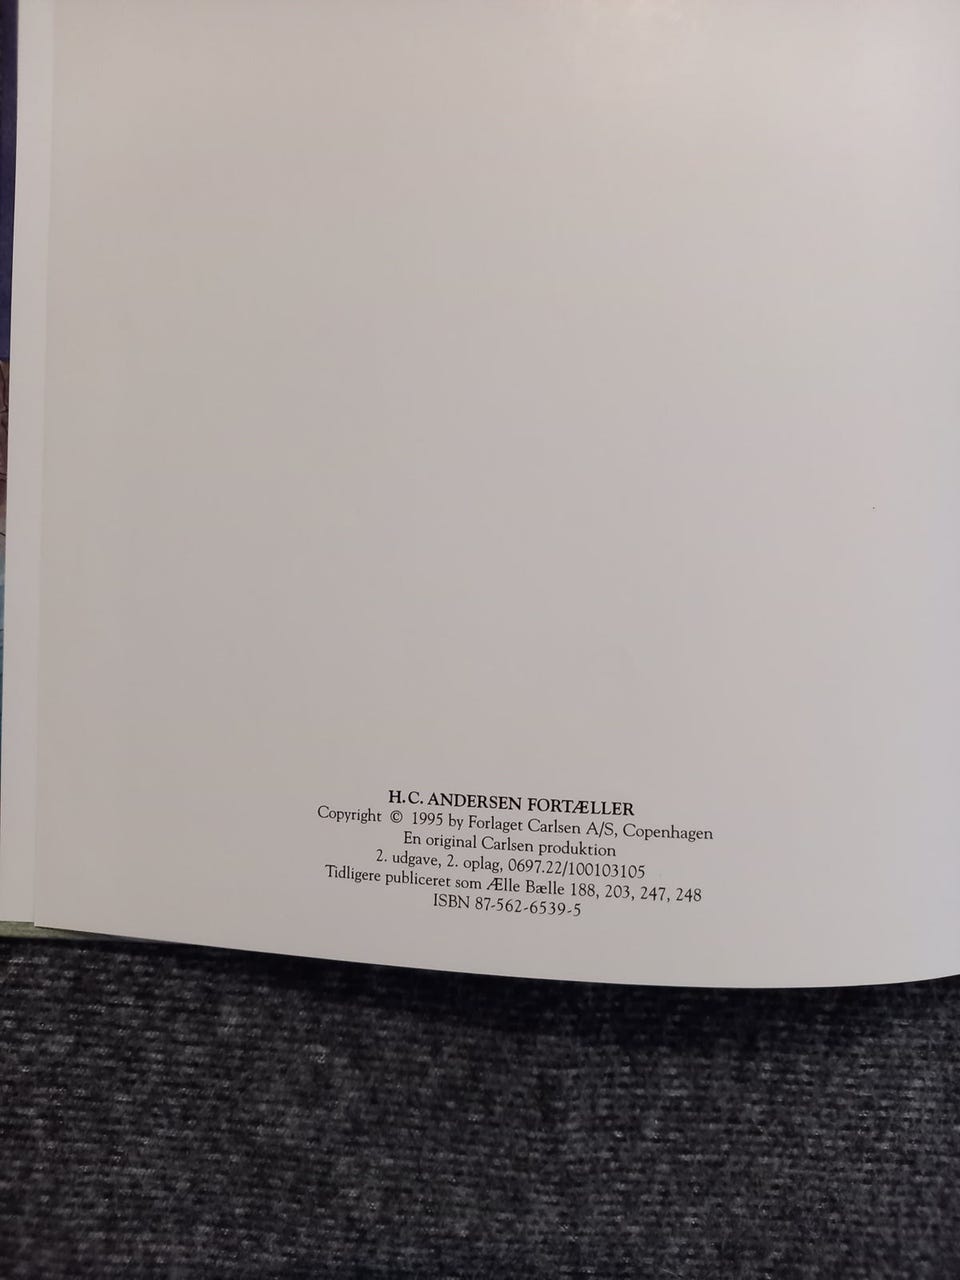 H.C. ANDERSEN FORTÆLLER
Copyright © 1995 by Forlaget Carlsen A/S, Copenhagen
En original Carlsen produktion
2. udgave, 2. oplag, 0697.22/100103105
Tidligere publiceret som Ælle Bælle 188, 203, 247, 248
ISBN 87-562-6539-5